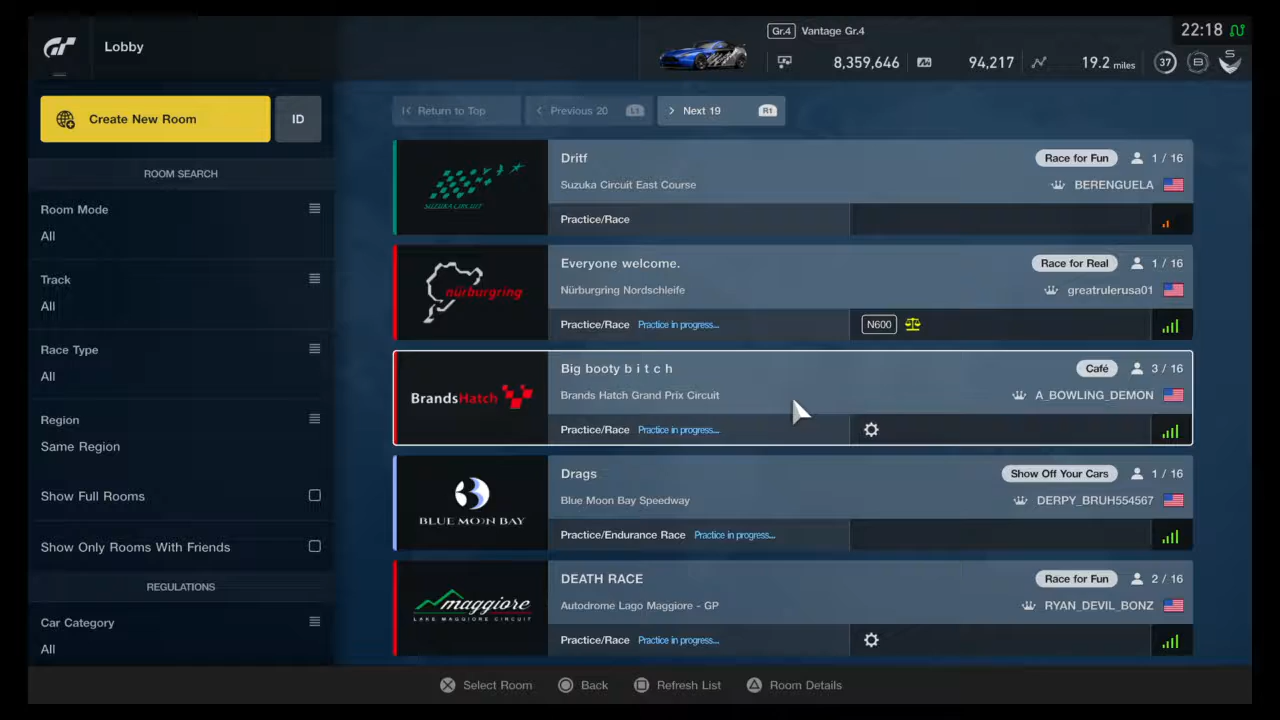 GT
Lobby
Gr.4 Vantage Gr.4
8,359,646
94,217
19.2 miles
37
B
S
22:18
Create New Room
ID
Return to Top
Previous 20 L1
Next 19 R1
ROOM SEARCH
Room Mode
All
Track
All
Race Type
All
Region
Same Region
Show Full Rooms
Show Only Rooms With Friends
REGULATIONS
Car Category
All
SUZUKA CIRCUIT
Dritf
Race for Fun 1 / 16
Suzuka Circuit East Course
BERENGUELA
Practice/Race
nürburgring
Everyone welcome.
Race for Real 1 / 16
Nürburgring Nordschleife
greatrulerusa01
Practice/Race Practice in progress...
N600
BrandsHatch
Big booty b i t c h
Café 3 / 16
Brands Hatch Grand Prix Circuit
A_BOWLING_DEMON
Practice/Race Practice in progress...
BLUE MOON BAY
Drags
Show Off Your Cars 1 / 16
Blue Moon Bay Speedway
DERPY_BRUH554567
Practice/Endurance Race Practice in progress...
maggiore
LAKE MAGGIORE CIRCUIT
DEATH RACE
Race for Fun 2 / 16
Autodrome Lago Maggiore - GP
RYAN_DEVIL_BONZ
Practice/Race Practice in progress...
Select Room
Back
Refresh List
Room Details